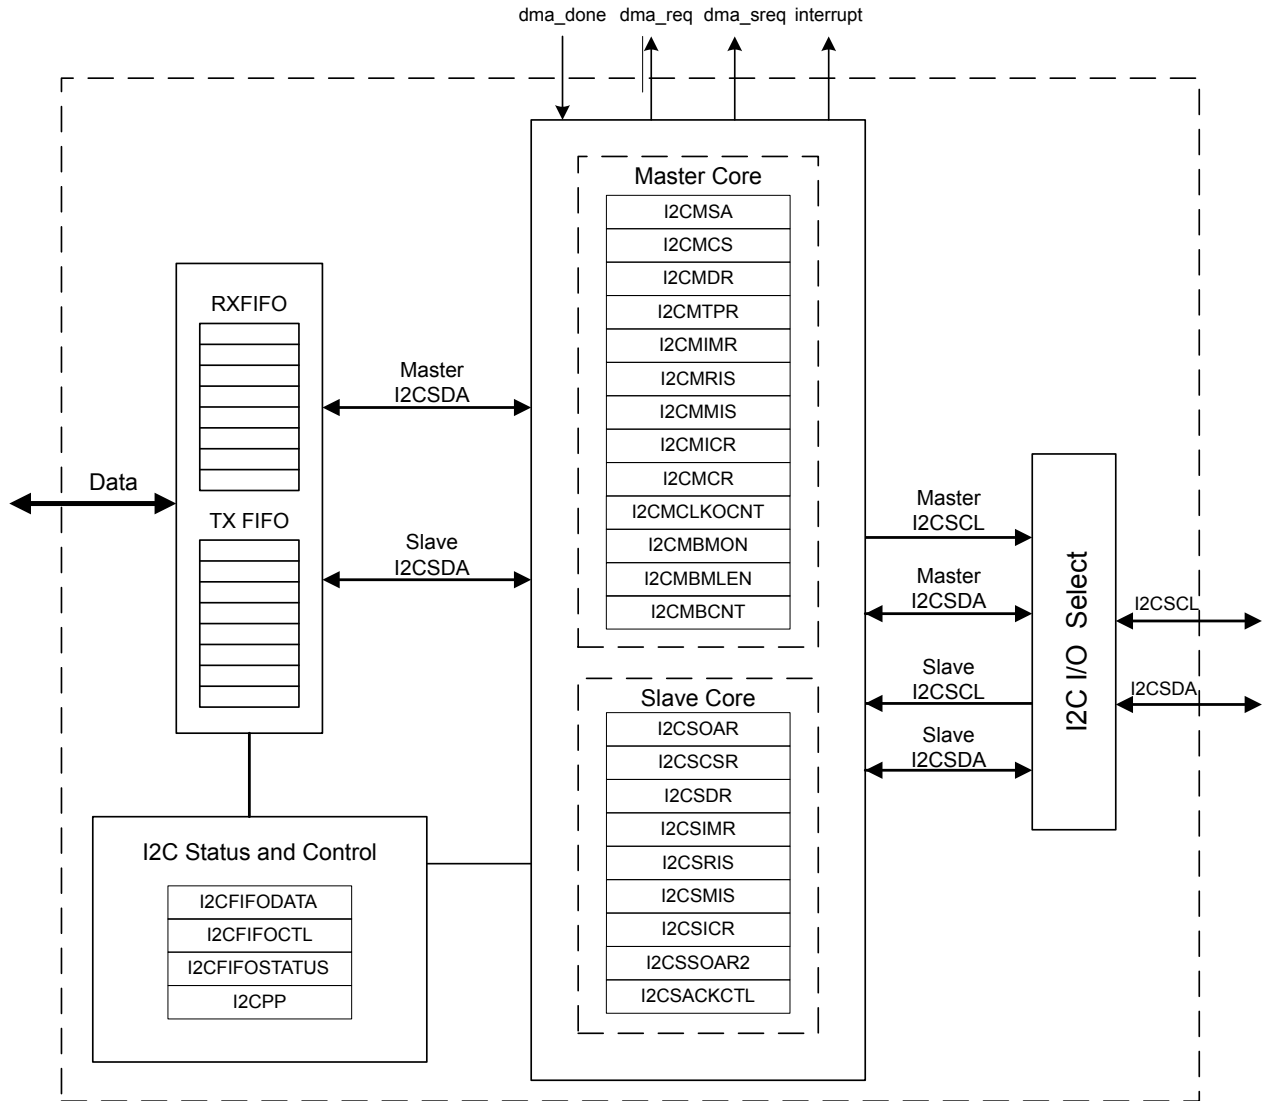 dma_done dma_req dma_sreq interrupt
Master Core
I2CMSA
I2CMCS
I2CMDR
I2CMTPR
I2CMIMR
I2CMRIS
I2CMMIS
I2CMICR
I2CMCR
I2CMCLKOCNT
I2CMBMON
I2CMBMLEN
I2CMBCNT
RXFIFO
TX FIFO
Data
Master
I2CSDA
Slave
I2CSDA
Slave Core
I2CSOAR
I2CSCSR
I2CSDR
I2CSIMR
I2CSRIS
I2CSMIS
I2CSICR
I2CSSOAR2
I2CSACKCTL
I2C Status and Control
I2CFIFODATA
I2CFIFOCTL
I2CFIFOSTATUS
I2CPP
Master
I2CSCL
Master
I2CSDA
Slave
I2CSCL
Slave
I2CSDA
I2C I/O Select
I2CSCL
I2CSDA